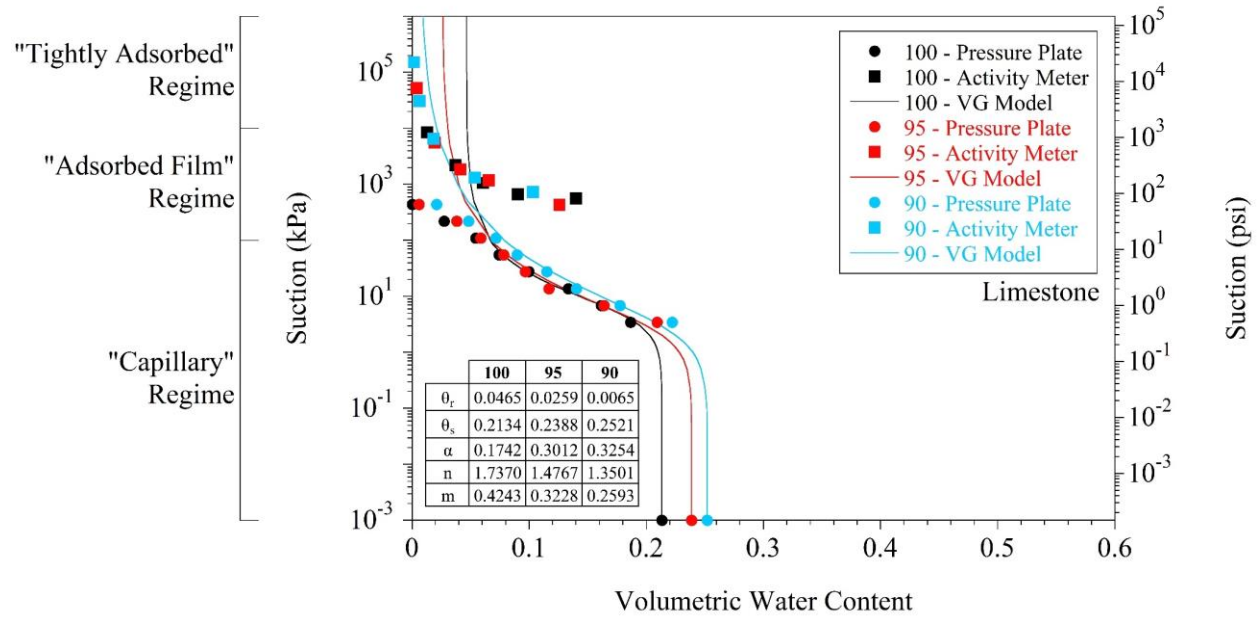 "Tightly Adsorbed"
Regime
"Adsorbed Film"
Regime
"Capillary"
Regime
Suction (kPa)
10^5
10^3
10^1
10^-1
10^-3
100 - Pressure Plate
100 - Activity Meter
100 - VG Model
95 - Pressure Plate
95 - Activity Meter
95 - VG Model
90 - Pressure Plate
90 - Activity Meter
90 - VG Model
Limestone
100 95 90
θr 0.0465 0.0259 0.0065
θs 0.2134 0.2388 0.2521
α 0.1742 0.3012 0.3254
n 1.7370 1.4767 1.3501
m 0.4243 0.3228 0.2593
10^5
10^4
10^3
10^2
10^1
10^0
10^-1
10^-2
10^-3
Suction (psi)
0 0.1 0.2 0.3 0.4 0.5 0.6
Volumetric Water Content